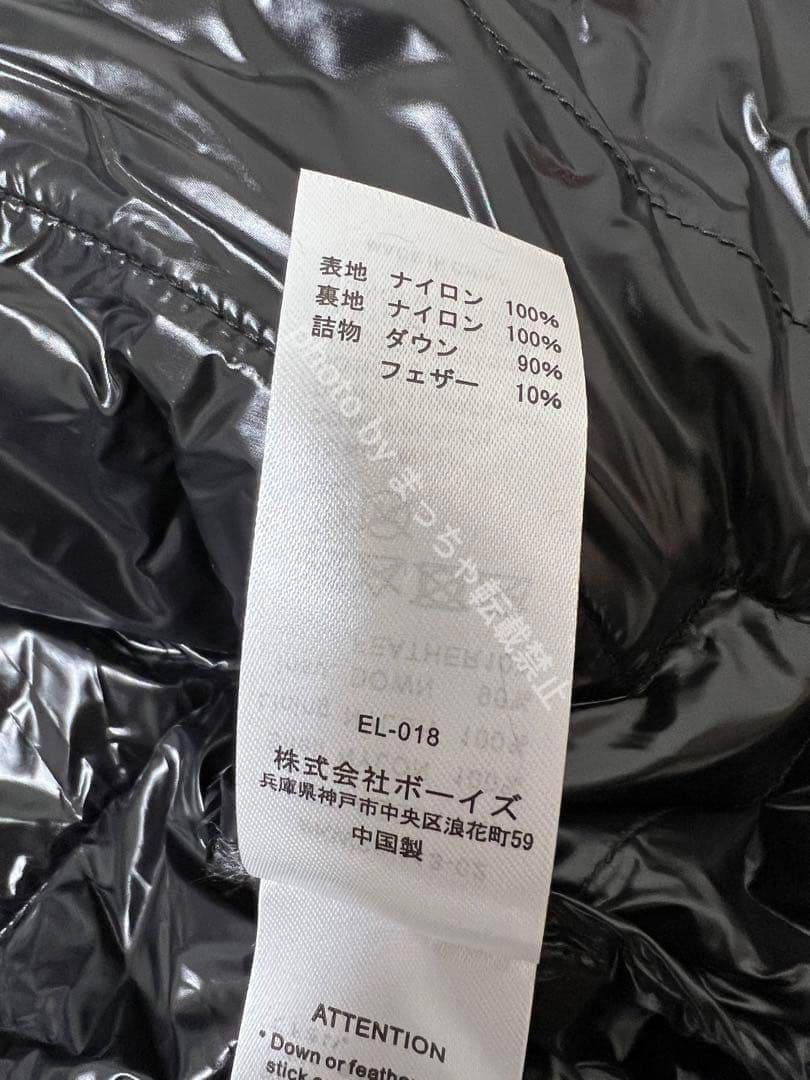 表地 ナイロン 100%
裏地 ナイロン 100%
詰物 ダウン 90%
フェザー 10%
photo by まっちゃ転載禁止
EL-018
株式会社ボーイズ
兵庫県神戸市中央区浪花町59
中国製
ATTENTION
* Down or feather
stick